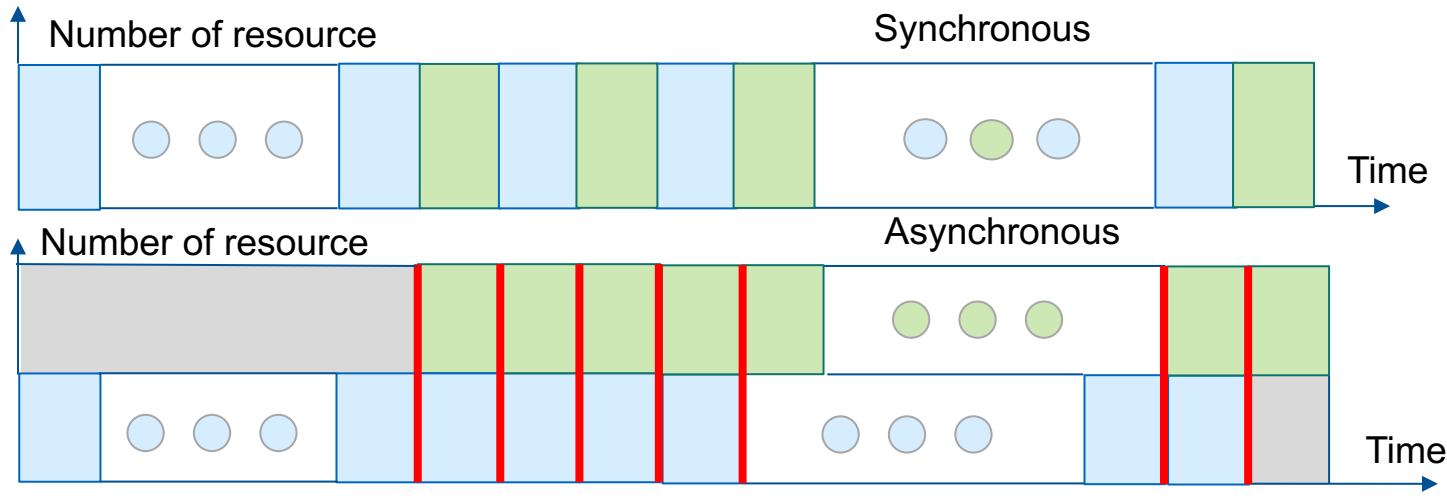 Number of resource
Synchronous
Time
Number of resource
Asynchronous
Time